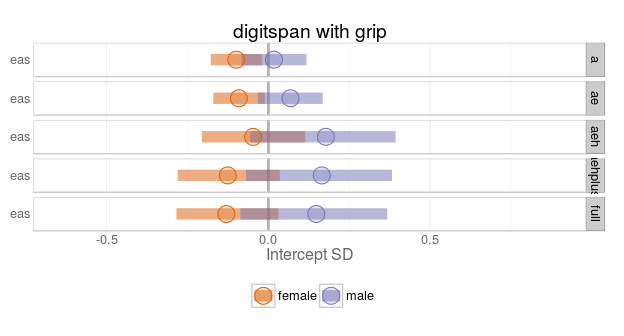 digitspan with grip
eas a
eas ae
eas aeh
eas ehplus
eas full
-0.5 0.0 0.5
Intercept SD
female male